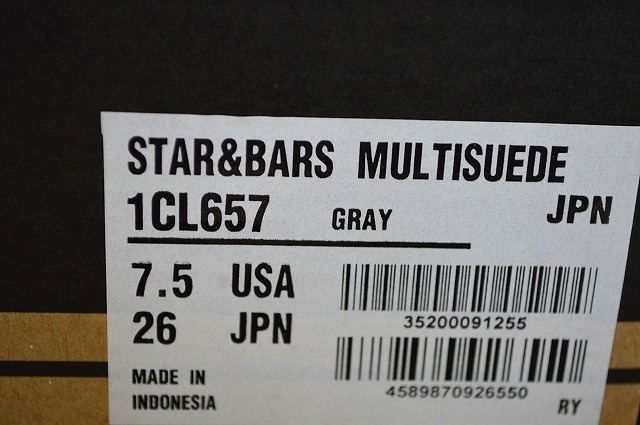 STAR&BARS MULTISUEDE
1CL657 GRAY JPN
7.5 USA
26 JPN
35200091255
4589870926550
MADE IN
INDONESIA
RY